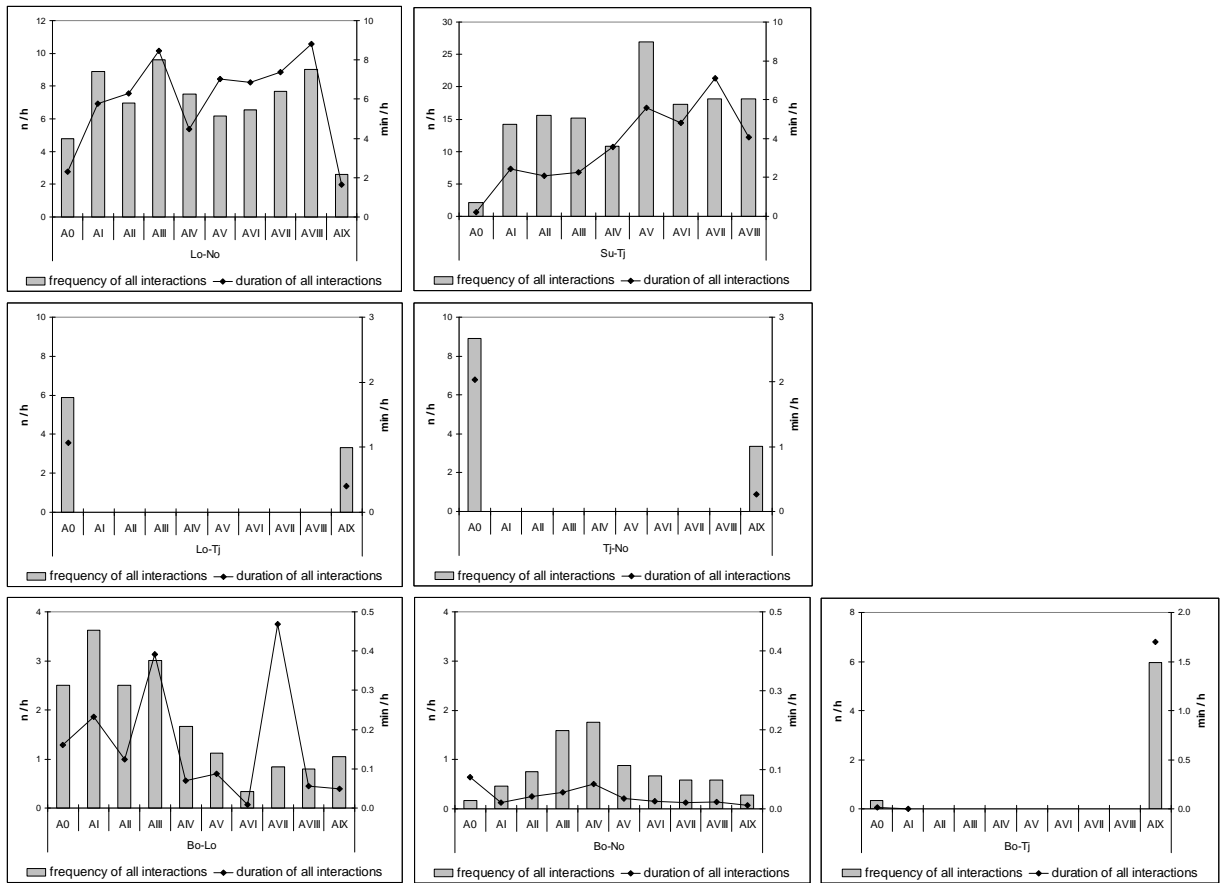 12 10
10 8
8 6
6 4
4 2
2
0 0
n / h
min / h
A0 AI AII AIII AIV AV AVI AVII AVIII AIX
Lo-No
frequency of all interactions duration of all interactions
30 10
25 8
20 6
15 4
10 2
5
0 0
n / h
min / h
A0 AI AII AIII AIV AV AVI AVII AVIII
Su-Tj
frequency of all interactions duration of all interactions
10 3
8 2
6 1
4
2
0 0
n / h
min / h
A0 AI AII AIII AIV AV AVI AVII AVIII AIX
Lo-Tj
frequency of all interactions duration of all interactions
10 3
8 2
6 1
4
2
0 0
n / h
min / h
A0 AI AII AIII AIV AV AVI AVII AVIII AIX
Tj-No
frequency of all interactions duration of all interactions
4 0.5
3 0.4
2 0.3
1 0.2
0.1
0 0.0
n / h
min / h
A0 AI AII AIII AIV AV AVI AVII AVIII AIX
Bo-Lo
frequency of all interactions duration of all interactions
4 0.5
3 0.4
2 0.3
1 0.2
0.1
0 0.0
n / h
min / h
A0 AI AII AIII AIV AV AVI AVII AVIII AIX
Bo-No
frequency of all interactions duration of all interactions
8 2.0
6 1.5
4 1.0
2 0.5
0 0.0
n / h
min / h
A0 AI AII AIII AIV AV AVI AVII AVIII AIX
Bo-Tj
frequency of all interactions duration of all interactions